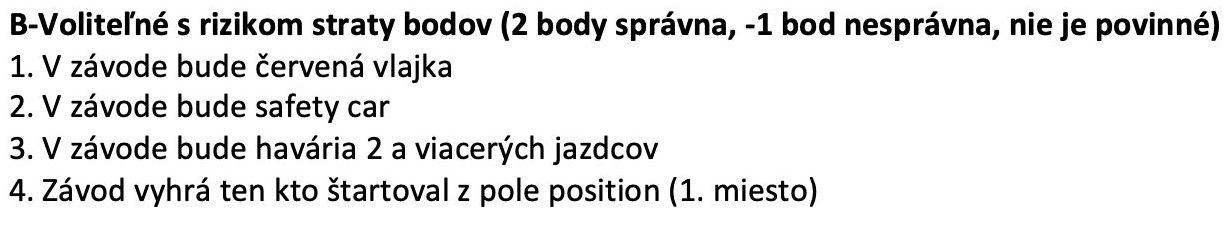 B-Voliteľné s rizikom straty bodov (2 body správna, -1 bod nesprávna, nie je povinné)
1. V závode bude červená vlajka
2. V závode bude safety car
3. V závode bude havária 2 a viacerých jazdcov
4. Závod vyhrá ten kto štartoval z pole position (1. miesto)